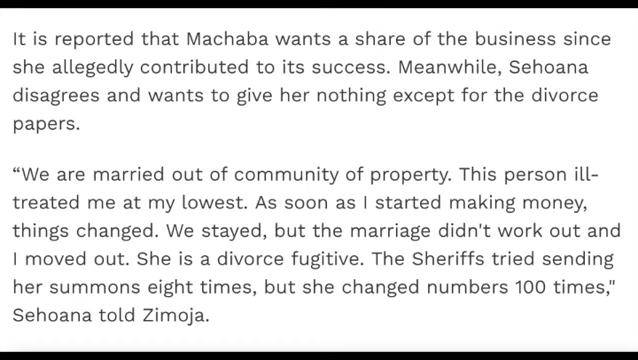 It is reported that Machaba wants a share of the business since
she allegedly contributed to its success. Meanwhile, Sehoana
disagrees and wants to give her nothing except for the divorce
papers.
“We are married out of community of property. This person ill-
treated me at my lowest. As soon as I started making money,
things changed. We stayed, but the marriage didn't work out and
I moved out. She is a divorce fugitive. The Sheriffs tried sending
her summons eight times, but she changed numbers 100 times,"
Sehoana told Zimoja.